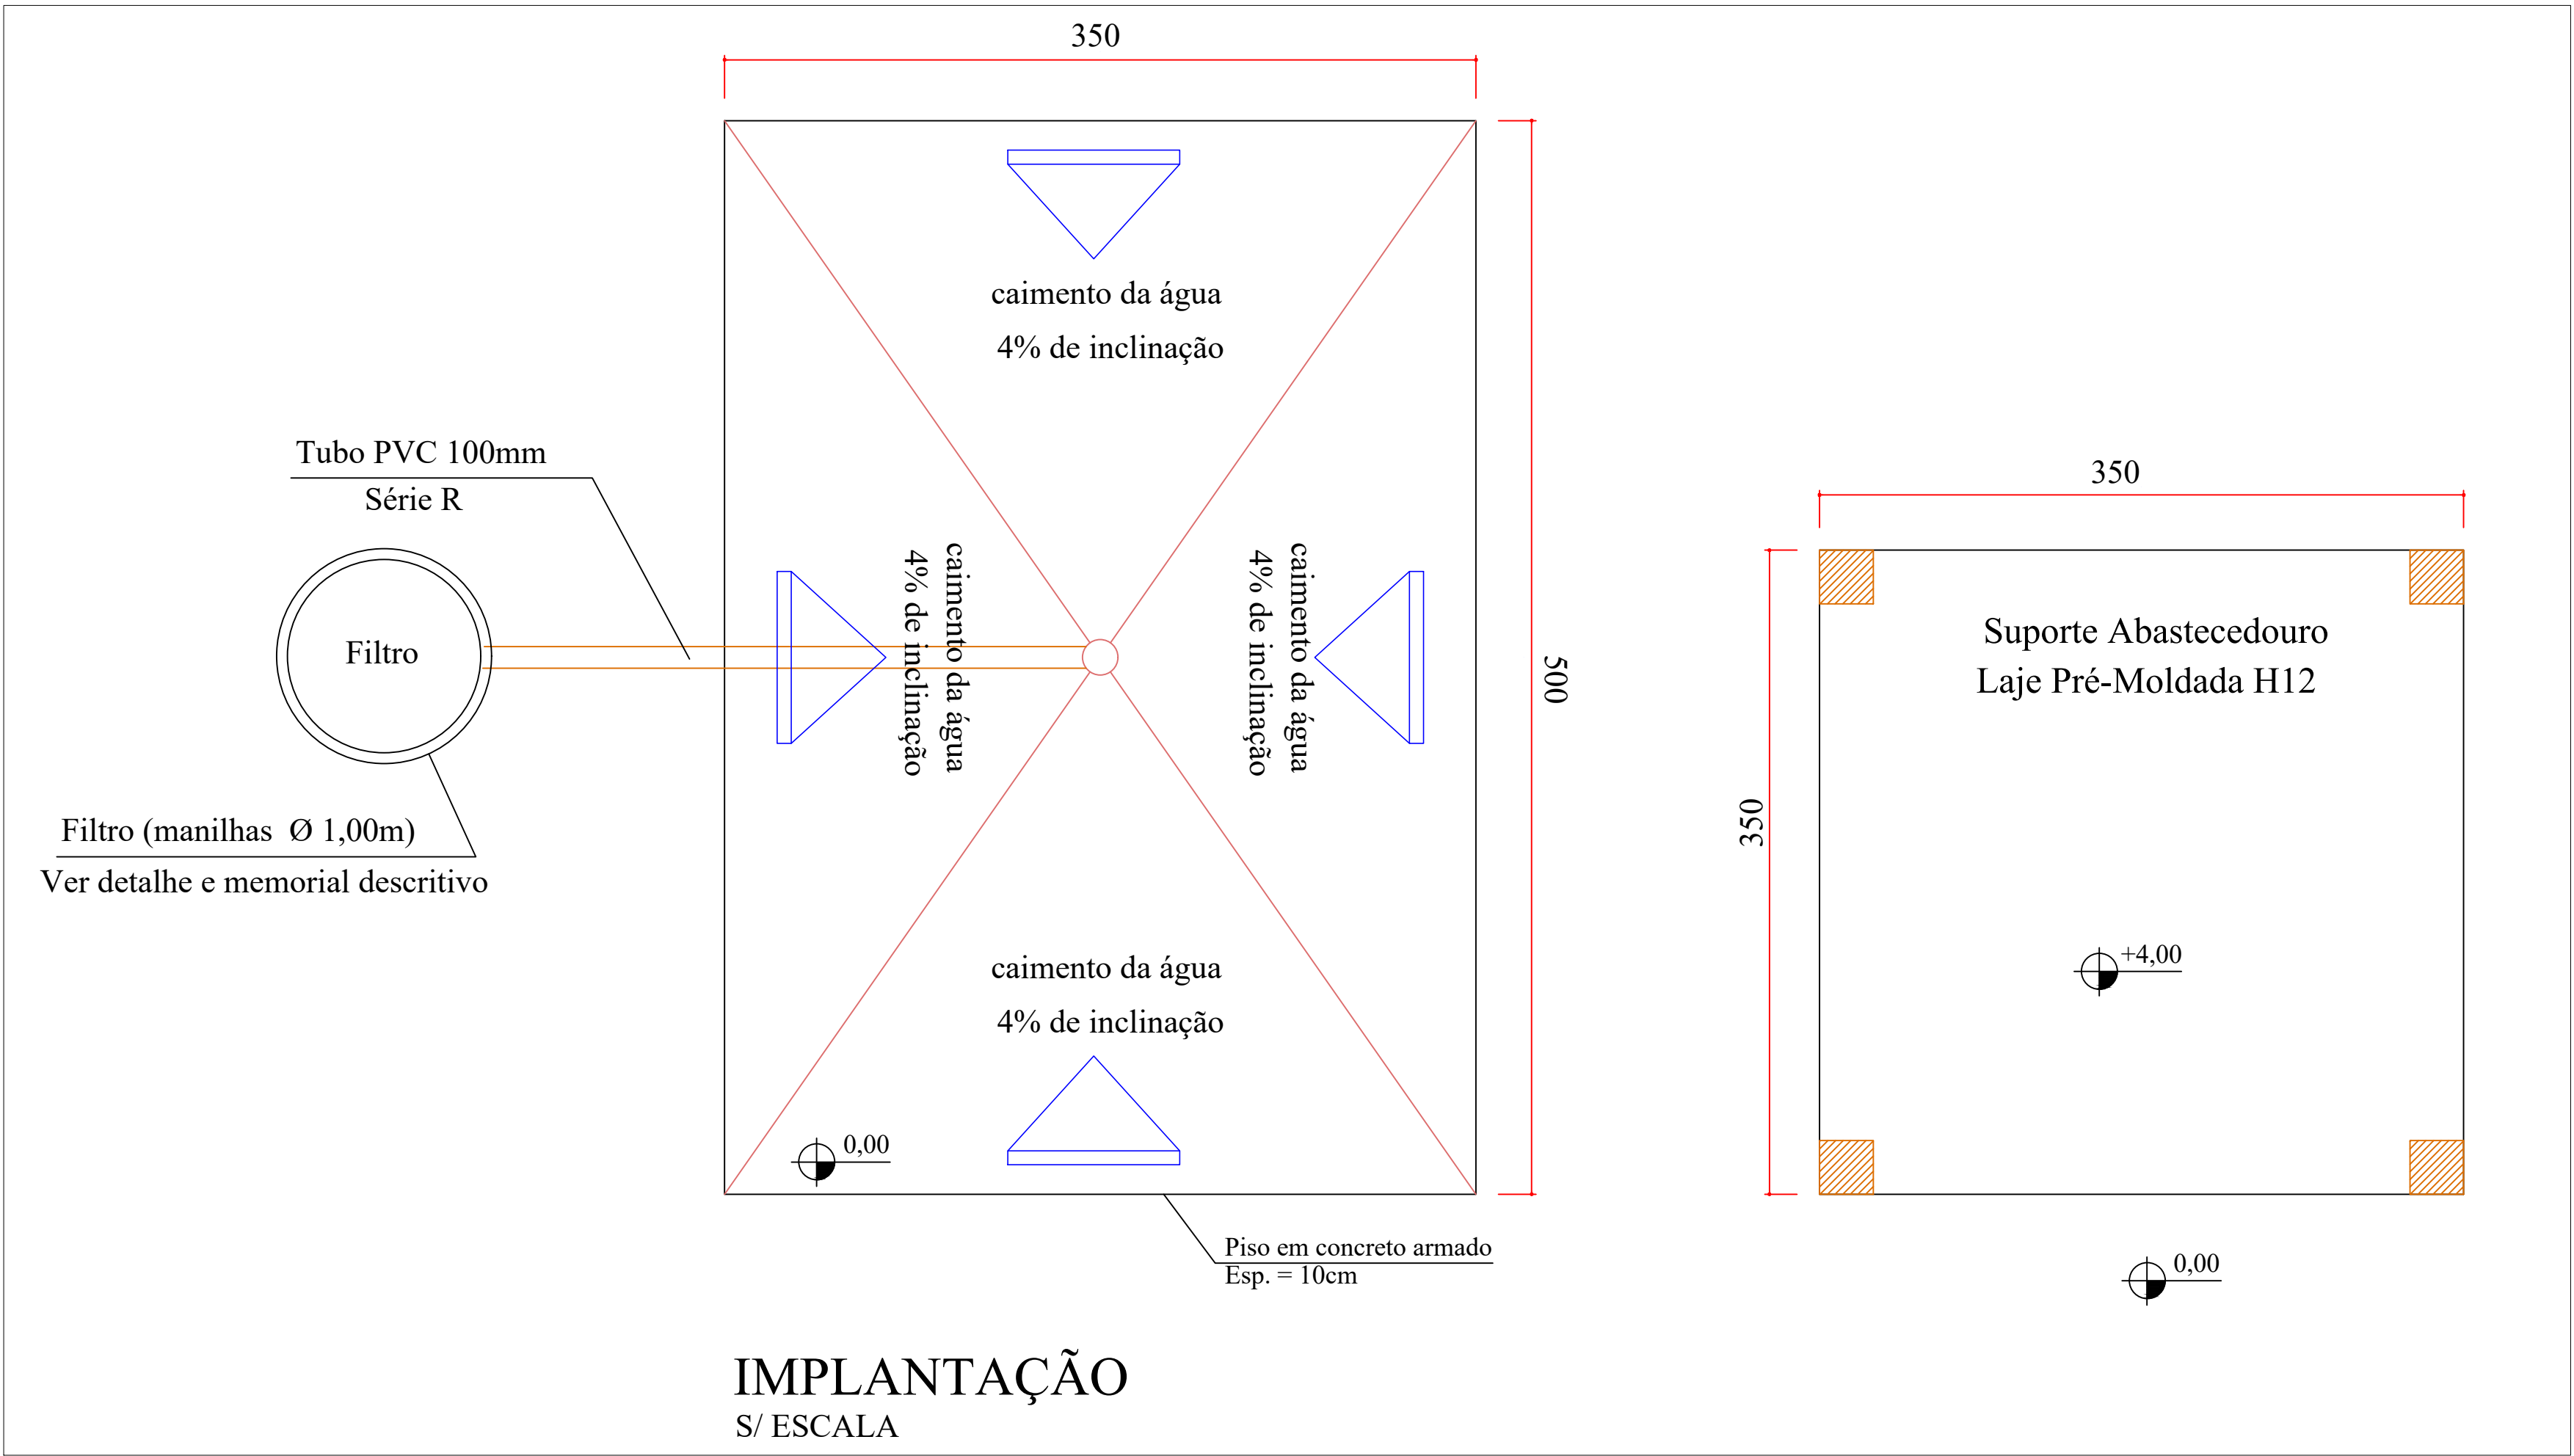 350
caimento da água
4% de inclinação
Tubo PVC 100mm
Série R
Filtro
Filtro (manilhas Ø 1,00m)
Ver detalhe e memorial descritivo
caimento da água
4% de inclinação
caimento da água
4% de inclinação
500
caimento da água
4% de inclinação
0,00
Piso em concreto armado
Esp. = 10cm
350
350
Suporte Abastecedouro
Laje Pré-Moldada H12
+4,00
0,00
IMPLANTAÇÃO
S/ ESCALA